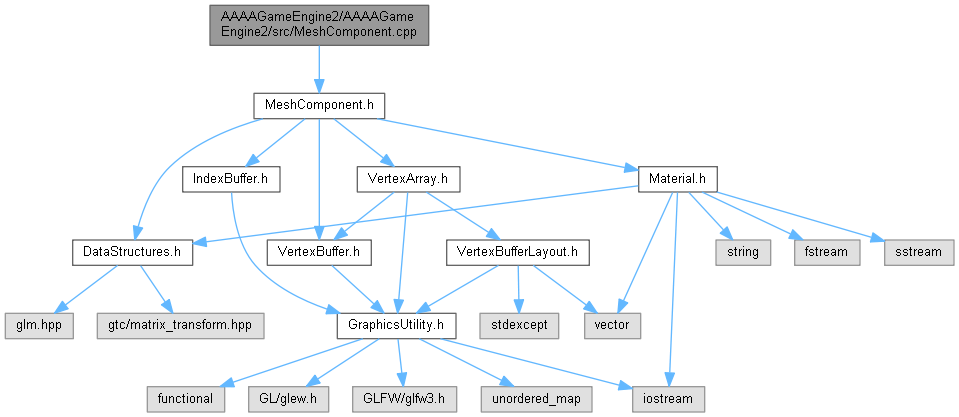 AAAAGameEngine2/AAAAGame
Engine2/src/MeshComponent.cpp
MeshComponent.h
IndexBuffer.h
VertexArray.h
Material.h
DataStructures.h
VertexBuffer.h
VertexBufferLayout.h
string
fstream
sstream
glm.hpp
gtc/matrix_transform.hpp
GraphicsUtility.h
stdexcept
vector
functional
GL/glew.h
GLFW/glfw3.h
unordered_map
iostream